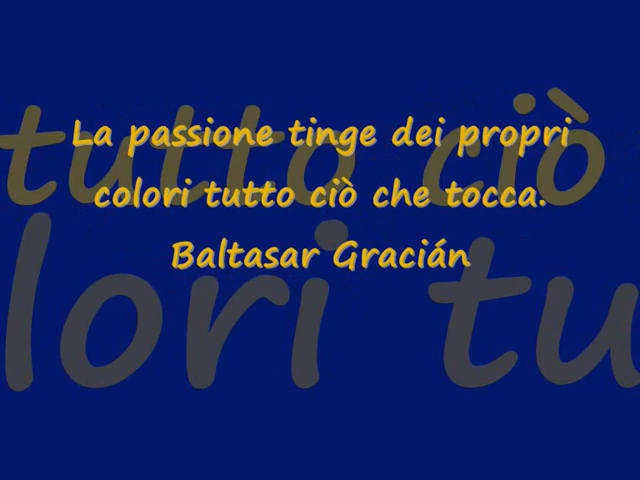 La passione tinge dei propri
colori tutto ciò che tocca.
Baltasar Gracián
tutto ciò
lori tu